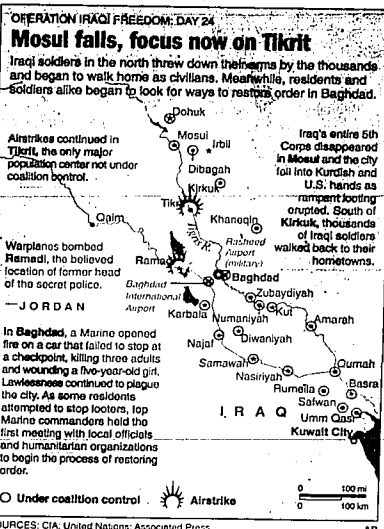 OPERATION IRAQI FREEDOM: DAY 24
Mosul falls, focus now on Tikrit
Iraqi soldiers in the north threw down their arms by the thousands
and began to walk home as civilians. Meanwhile, residents and
soldiers alike began to look for ways to restore order in Baghdad.
Dohuk
Mosul
Irbil
Dibagah
Kirkuk
Airstrikes continued in
Tikrit, the only major
population center not under
coalition control.
Iraq's entire 5th
Corps disappeared
in Mosul and the city
fell into Kurdish and
U.S. hands as
rampant looting
erupted. South of
Kirkuk, thousands
of Iraqi soldiers
walked back to their
hometowns.
Qaim
Tikrit
Tigris R.
Khaneqin
Warplanes bombed
Ramadi, the believed
location of former head
of the secret police.
Ramadi
Rasheed
Airport
(military)
Baghdad
Baghdad
International
Airport
JORDAN
Karbala
Zubaydiyah
Numaniyah
Kut
Amarah
Najaf
Diwaniyah
Samawah
Nasiriyah
Qurnah
Rumeila
Basra
Safwan
Umm Qasr
Kuwait City
IRAQ
In Baghdad, a Marine opened
fire on a car that failed to stop at
a checkpoint, killing three adults
and wounding a five-year-old girl.
Lawlessness continued to plague
the city. As some residents
attempted to stop looters, top
Marine commanders held the
first meeting with local officials
and humanitarian organizations
to begin the process of restoring
order.
Under coalition control
Airstrike
0 100 mi
0 100 km
SOURCES: CIA; United Nations; Associated Press
AP